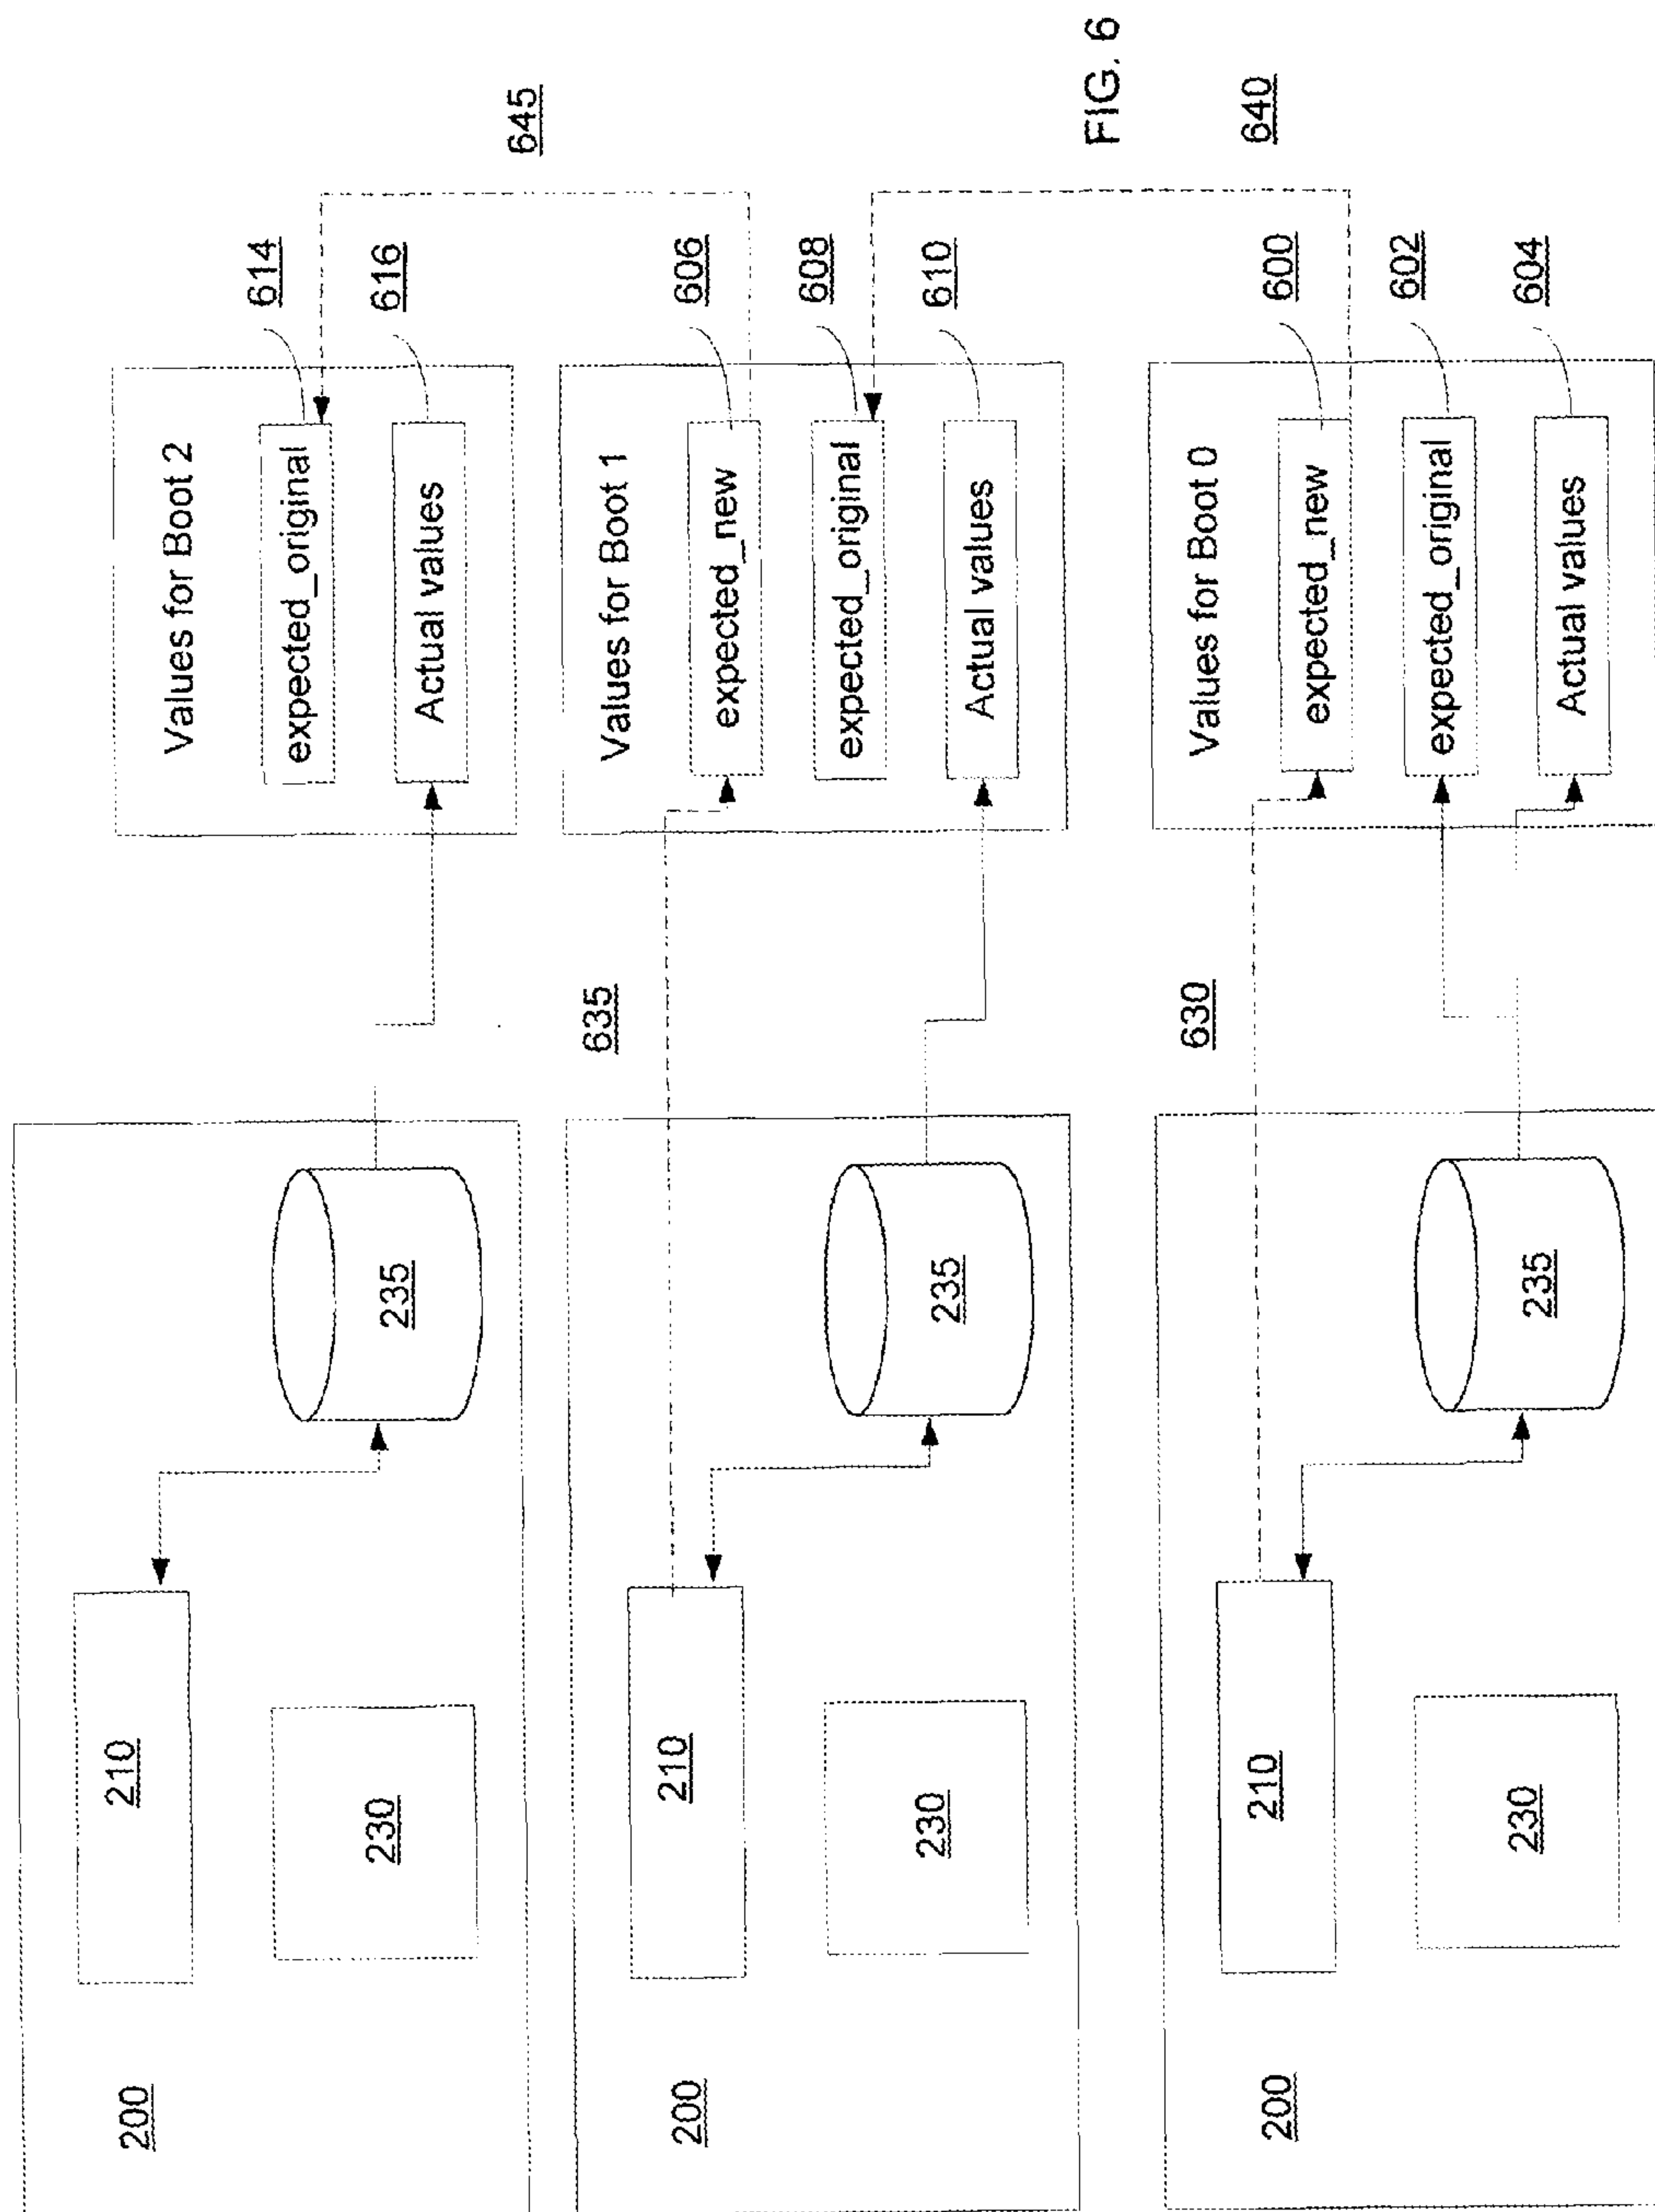 200
210
230
235
Values for Boot 2
expected_original
614
Actual values
616
645
200
210
230
235
635
Values for Boot 1
expected_new
606
expected_original
608
Actual values
610
FIG. 6
640
200
210
230
235
630
Values for Boot 0
expected_new
600
expected_original
602
Actual values
604